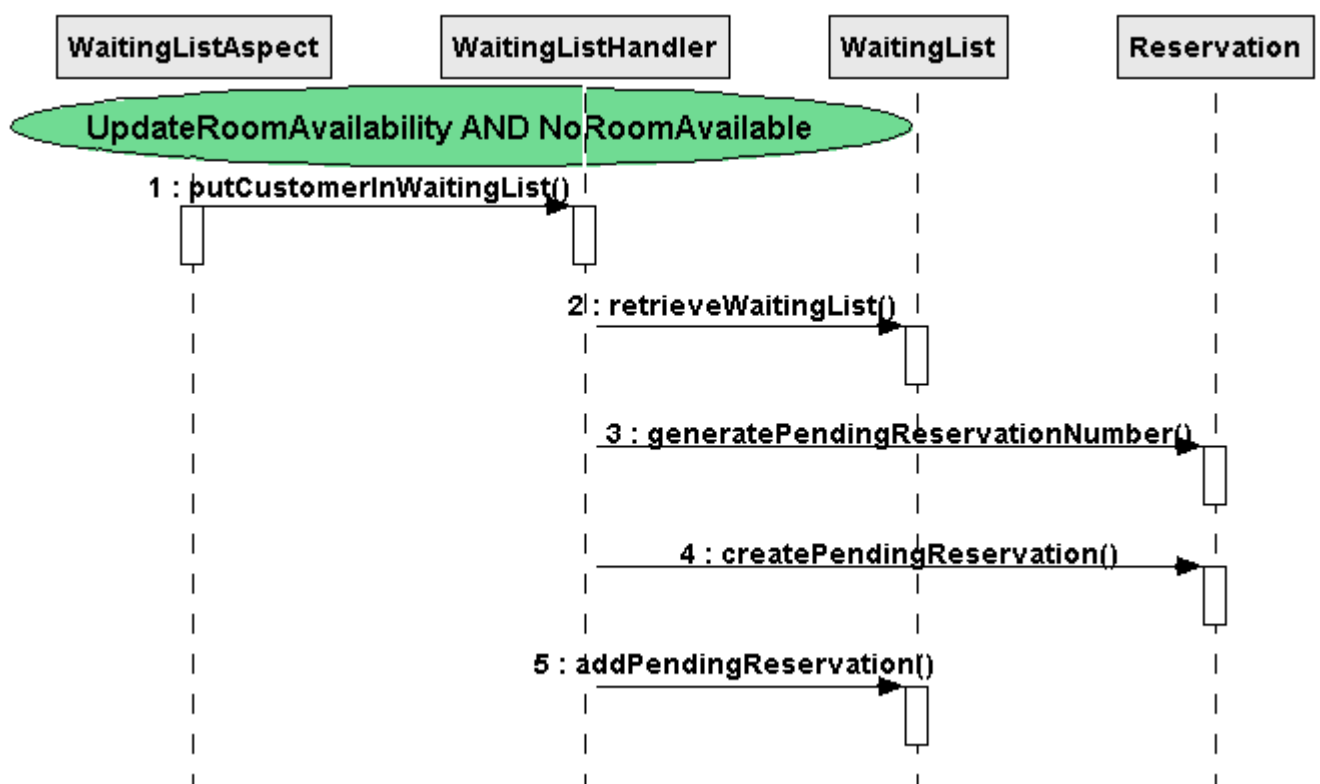 WaitingListAspect
WaitingListHandler
WaitingList
Reservation
UpdateRoomAvailability AND NoRoomAvailable
1 : putCustomerInWaitingList()
2 : retrieveWaitingList()
3 : generatePendingReservationNumber()
4 : createPendingReservation()
5 : addPendingReservation()